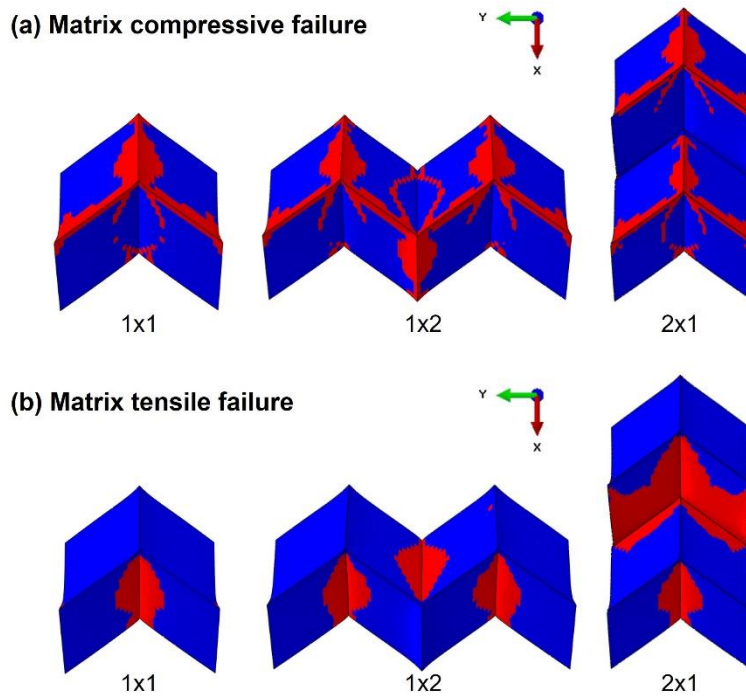 (a) Matrix compressive failure
Y
X
1x1
1x2
2x1
(b) Matrix tensile failure
Y
X
1x1
1x2
2x1